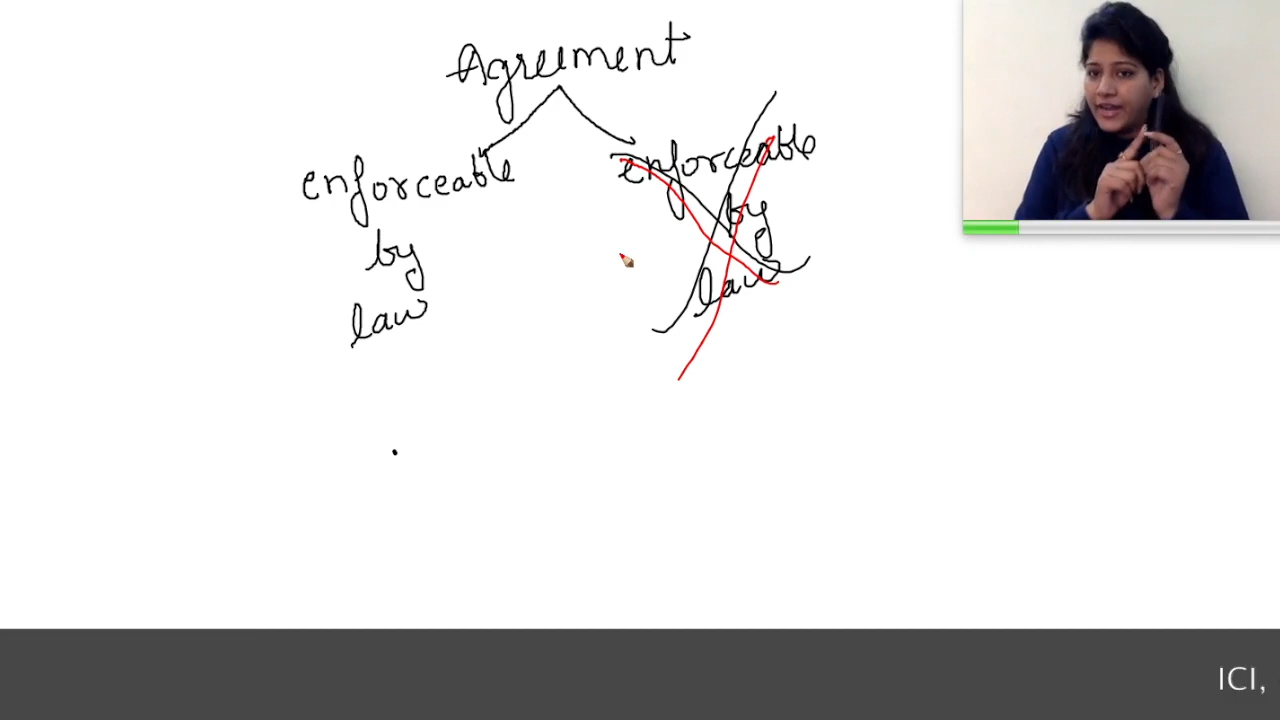 Agreement
enforceable
by
law
enforceable
by
law
ICI,